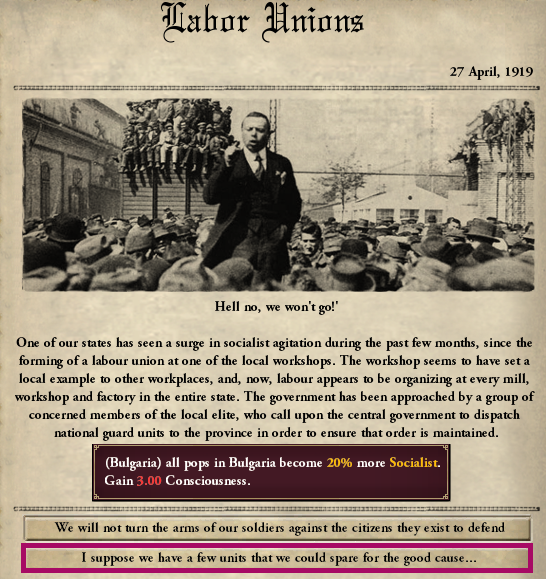 Labor Unions
27 April, 1919
Hell no, we won't go!'
One of our states has seen a surge in socialist agitation during the past few months, since the
forming of a labour union at one of the local workshops. The workshop seems to have set a
local example to other workplaces, and, now, labour appears to be organizing at every mill,
workshop and factory in the entire state. The government has been approached by a group of
concerned members of the local elite, who call upon the central government to dispatch
national guard units to the province in order to ensure that order is maintained.
(Bulgaria) all pops in Bulgaria become 20% more Socialist.
Gain 3.00 Consciousness.
We will not turn the arms of our soldiers against the citizens they exist to defend
I suppose we have a few units that we could spare for the good cause...